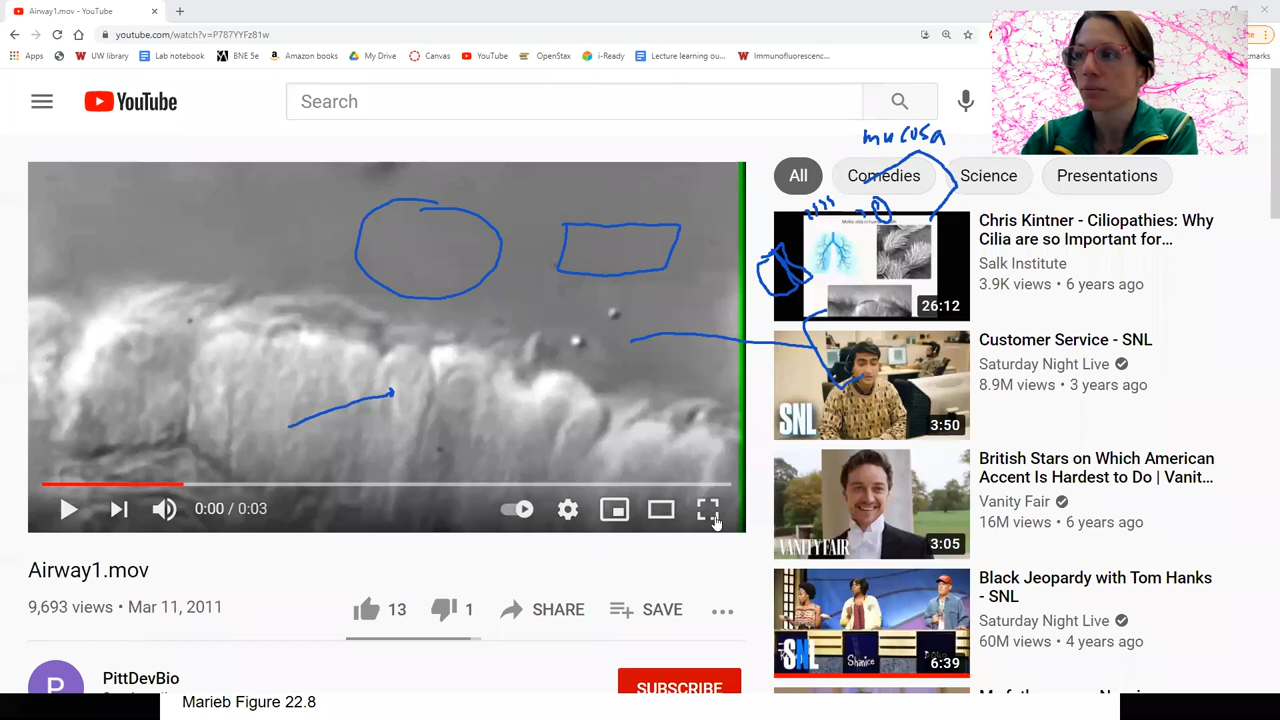 Airway1.mov - YouTube
youtube.com/watch?v=P787YYFz81w
Apps UW library Lab notebook BNE 5e Amazon books My Drive Canvas YouTube Openstax i-Ready Lecture learning ou... Immunofluorescenc...
YouTube
Search
mucosa
All Comedies Science Presentations
Chris Kintner - Ciliopathies: Why
Cilia are so Important for...
Salk Institute
3.9K views • 6 years ago
26:12
Customer Service - SNL
Saturday Night Live
8.9M views • 3 years ago
SNL
3:50
British Stars on Which American
Accent Is Hardest to Do | Vanit...
Vanity Fair
16M views • 6 years ago
VANITY FAIR
3:05
Black Jeopardy with Tom Hanks
- SNL
Saturday Night Live
60M views • 4 years ago
SNL
Shanice
6:39
0:00 / 0:03
Airway1.mov
9,693 views • Mar 11, 2011
13 1 SHARE SAVE
P
PittDevBio
SUBSCRIBE
Marieb Figure 22.8